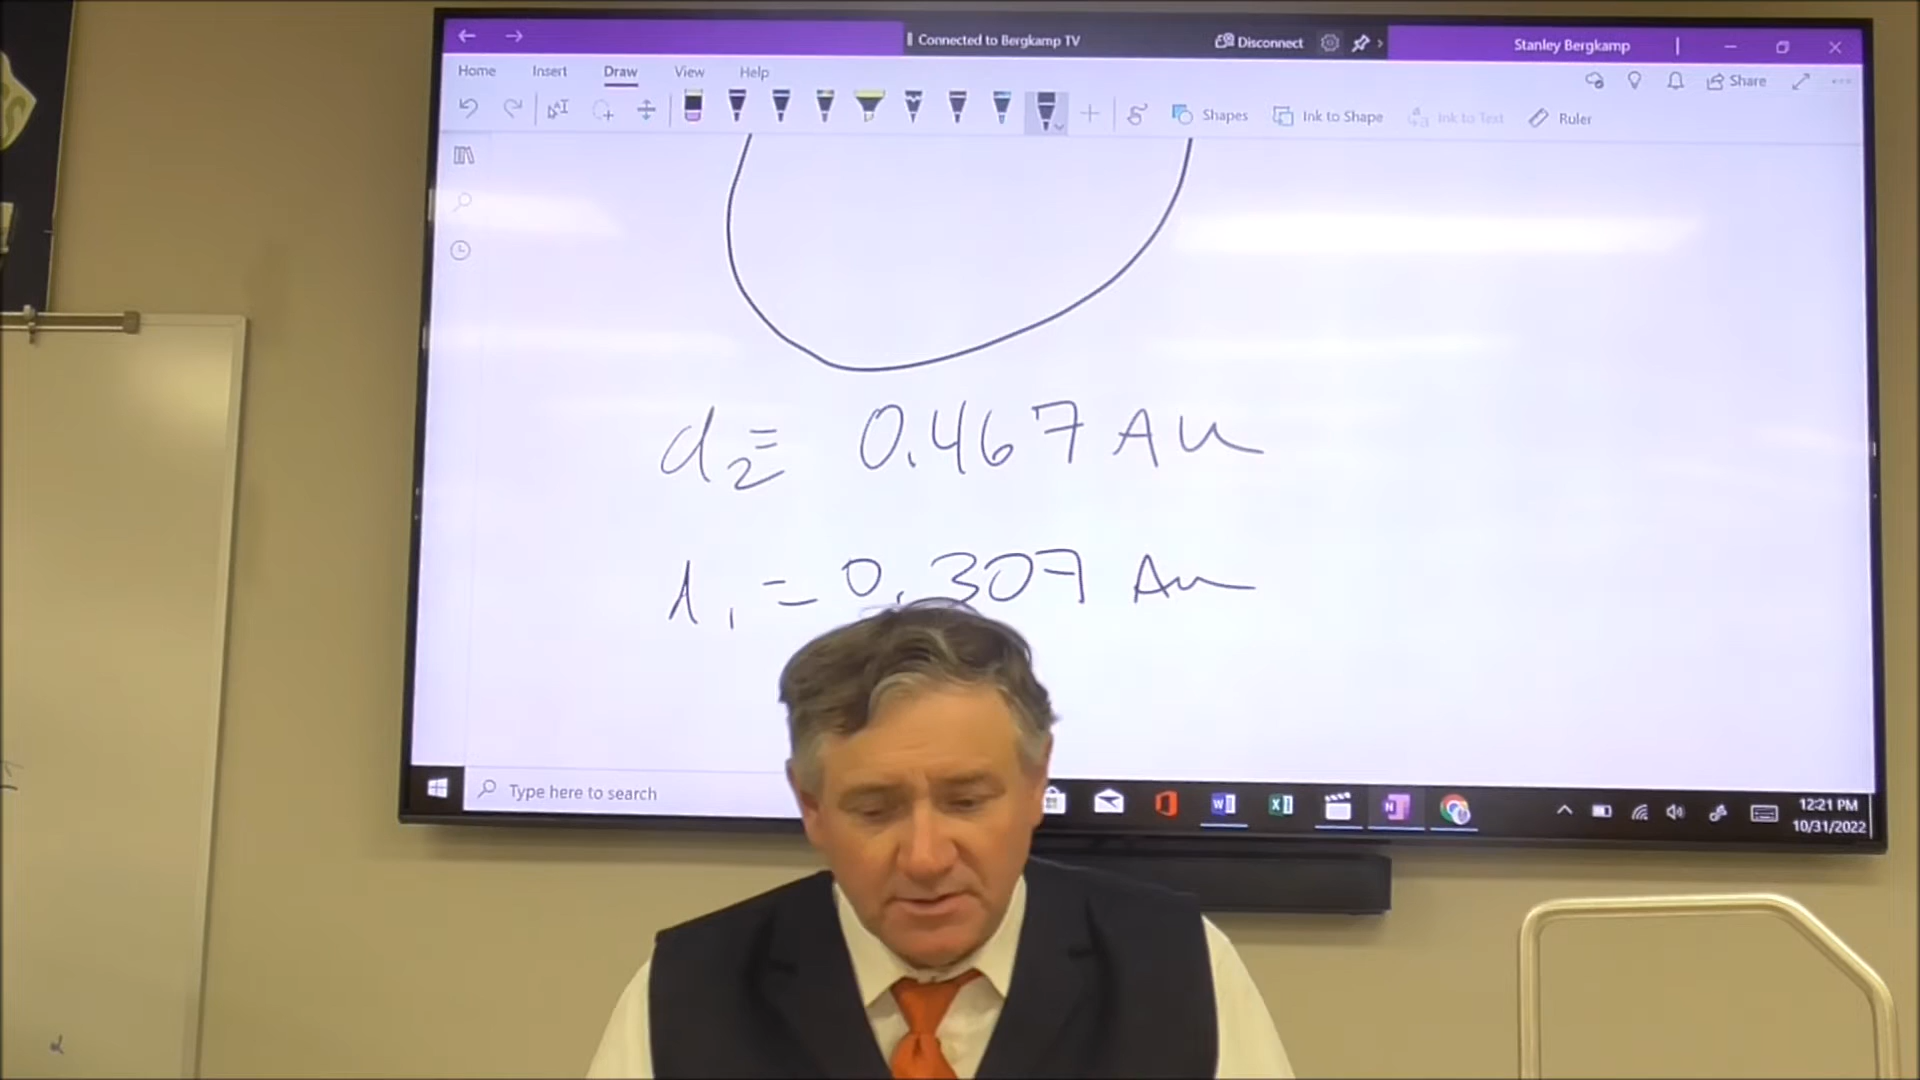 Connected to Bergkamp TV Disconnect Stanley Bergkamp
Home Insert Draw View Help Share
Shapes Ink to Shape Ink to Text Ruler
d₂ = 0.467 Au
d₁ = 0.307 Au
Type here to search
12:21 PM
10/31/2022